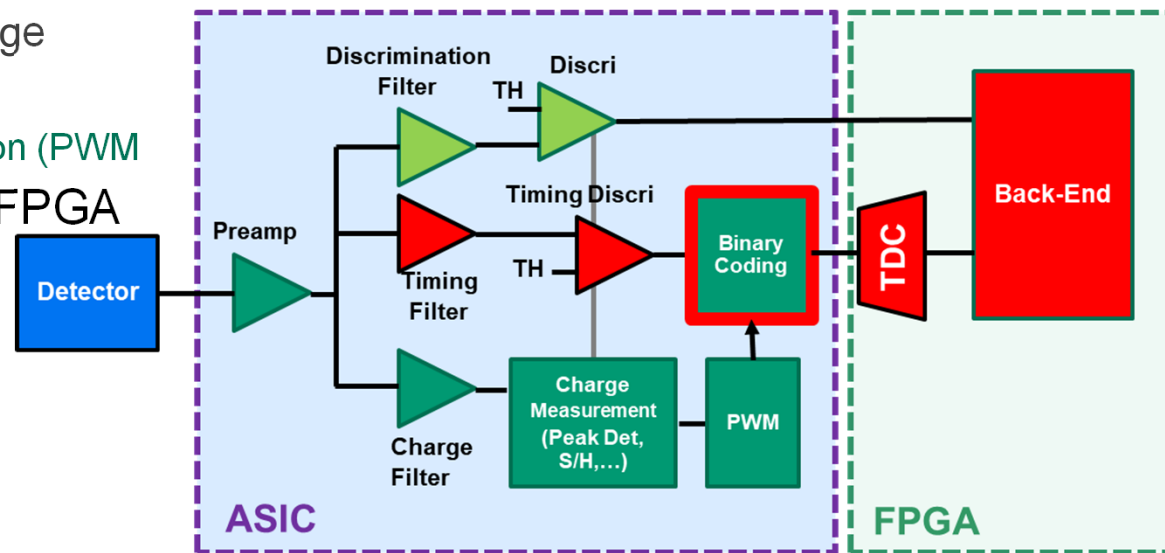 ge
on (PWM
FPGA
Detector
Preamp
Discrimination
Filter
TH
Discri
Timing Discri
TH
Timing
Filter
Charge
Filter
Charge
Measurement
(Peak Det,
S/H,...)
PWM
Binary
Coding
ASIC
TDC
Back-End
FPGA